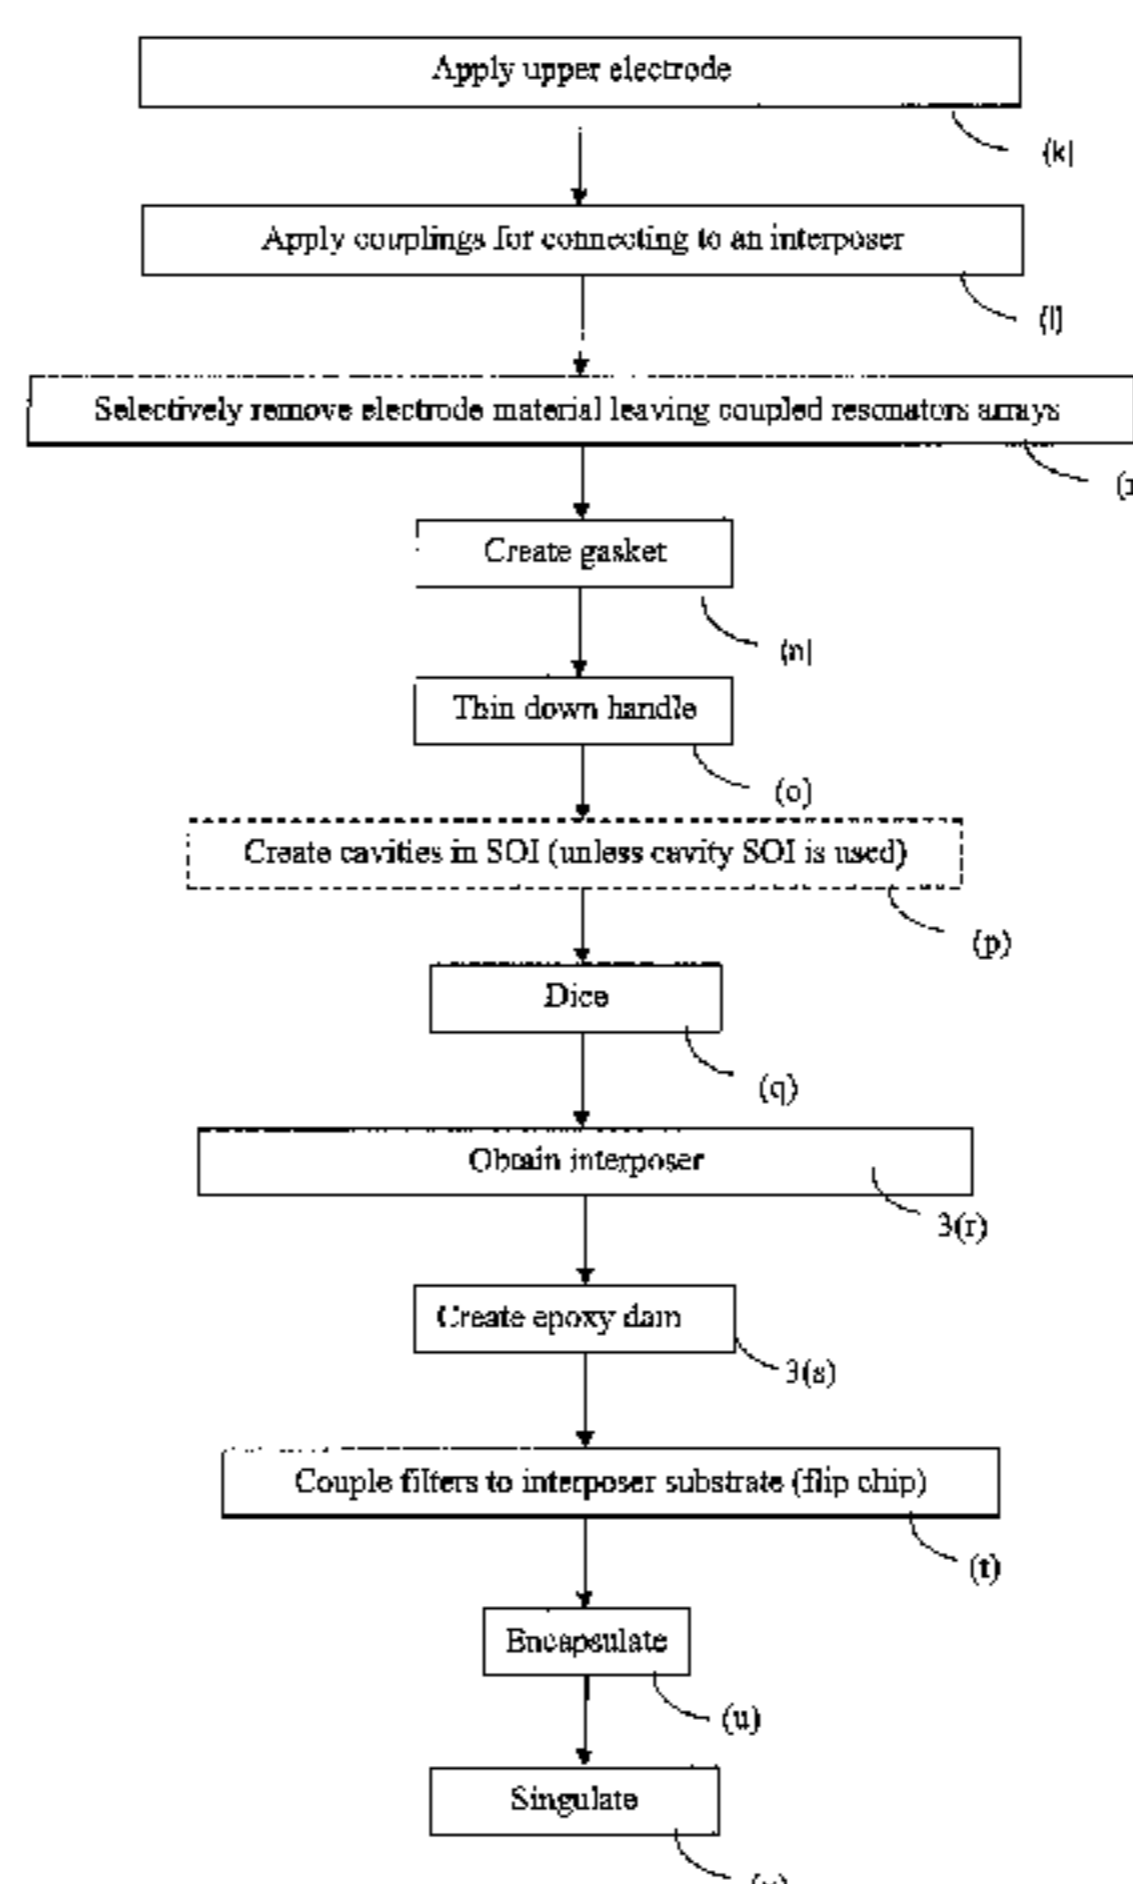 Apply upper electrode
(k)
Apply couplings for connecting to an interposer
(l)
Selectively remove electrode material leaving coupled resonators arrays
Create gasket
(n)
Thin down handle
(o)
Create cavities in SOI (unless cavity SOI is used)
(p)
Dice
(q)
Obtain interposer
3(r)
Create epoxy dam
3(s)
Couple filters to interposer substrate (flip chip)
(t)
Encapsulate
(u)
Singulate